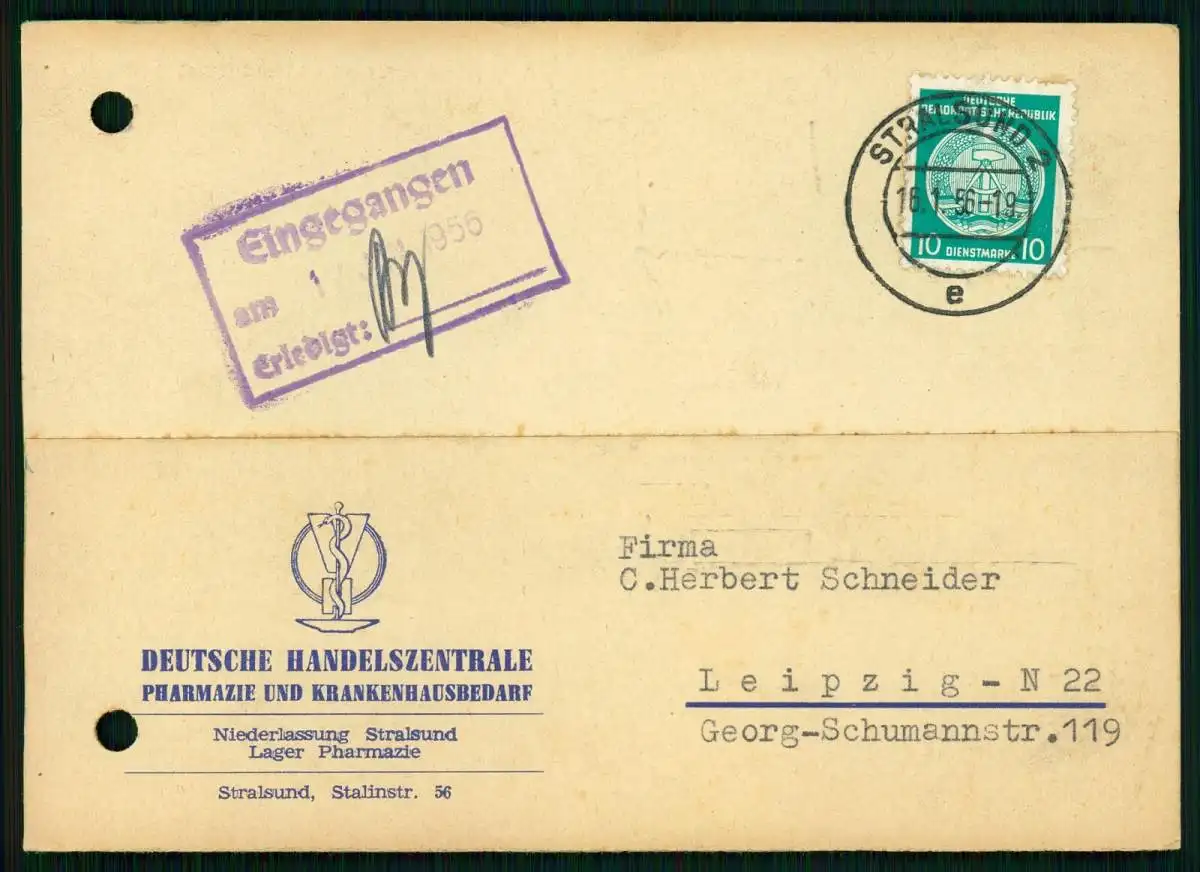 DEUTSCHE
DEMOKRATISCHE REPUBLIK
10 DIENSTMARKE 10
STRALSUND 2
16.1.56-19
e
Eingegangen
am 1 1956
Erledigt:
DEUTSCHE HANDELSZENTRALE
PHARMAZIE UND KRANKENHAUSBEDARF
Niederlassung Stralsund
Lager Pharmazie
Stralsund, Stalinstr. 56
Firma
C.Herbert Schneider
Leipzig-N 22
Georg-Schumannstr.119